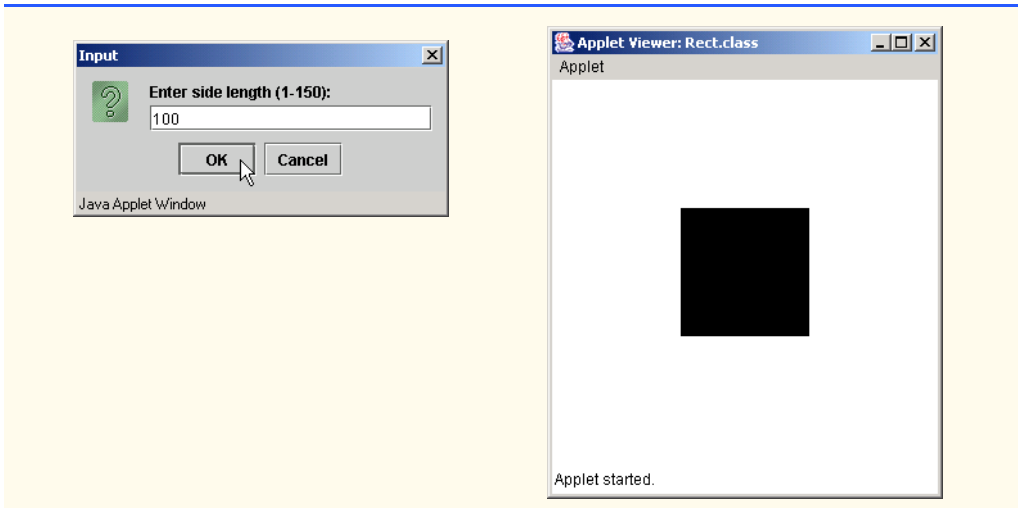 Input
Enter side length (1-150):
100
OK Cancel
Java Applet Window
Applet Viewer: Rect.class
Applet
Applet started.